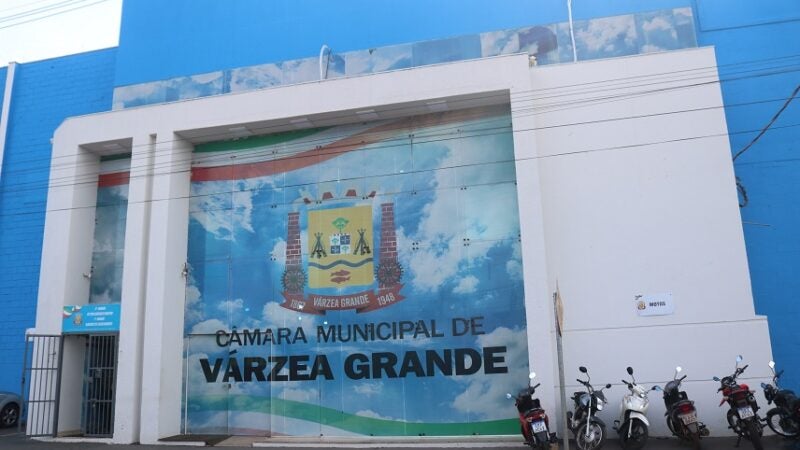 VÁRZEA GRANDE
1948
CÂMARA MUNICIPAL DE
VÁRZEA GRANDE
MOTOS